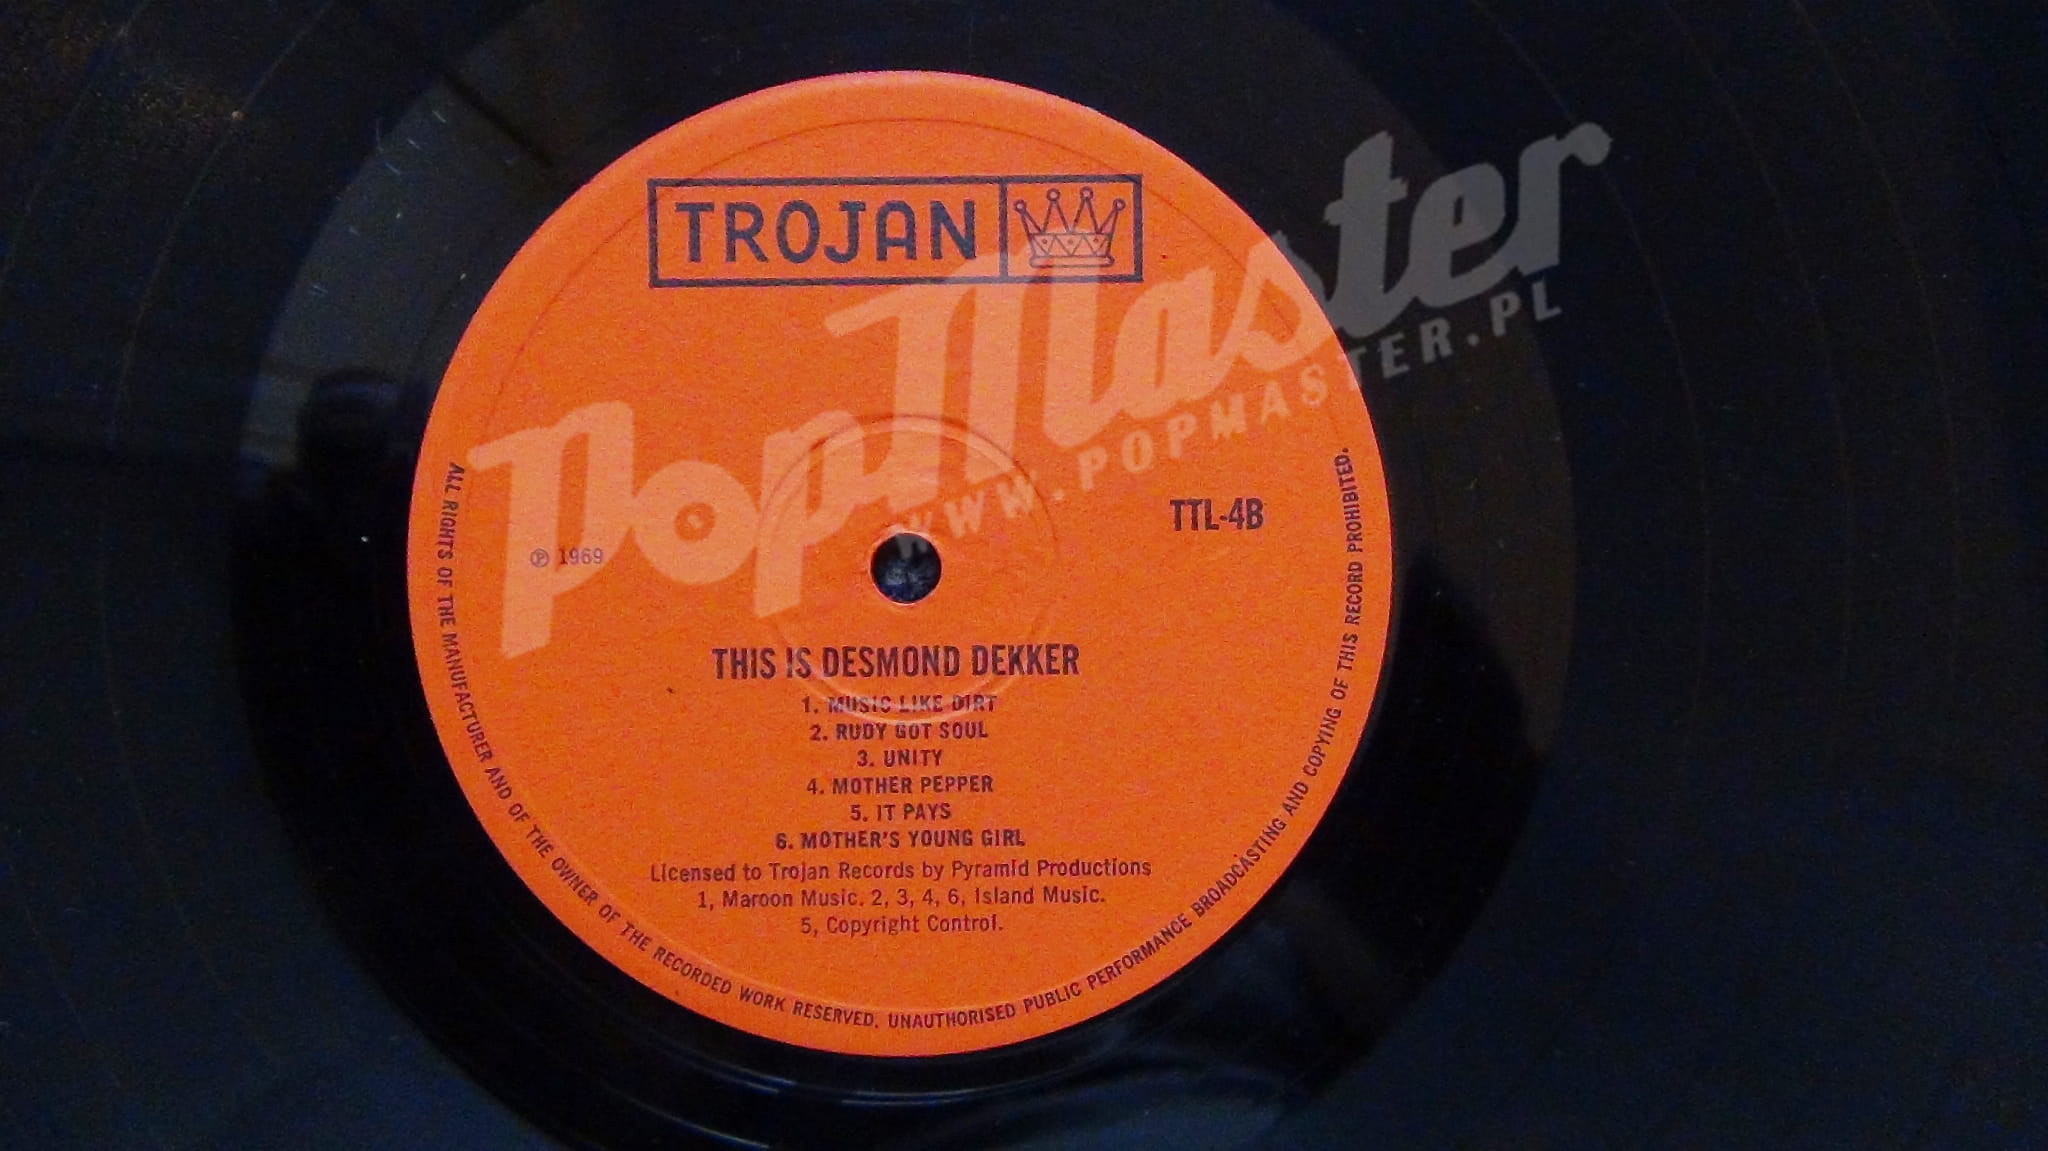 TROJAN
PopMaster
WWW.POPMASTER.PL
TTL-4B
℗ 1969
THIS IS DESMOND DEKKER
1. MUSIC LIKE DIRT
2. RUDY GOT SOUL
3. UNITY
4. MOTHER PEPPER
5. IT PAYS
6. MOTHER'S YOUNG GIRL
Licensed to Trojan Records by Pyramid Productions
1, Maroon Music. 2, 3, 4, 6, Island Music.
5, Copyright Control.
ALL RIGHTS OF THE MANUFACTURER AND OF THE OWNER OF THE RECORDED WORK RESERVED. UNAUTHORISED PUBLIC PERFORMANCE BROADCASTING AND COPYING OF THIS RECORD PROHIBITED.